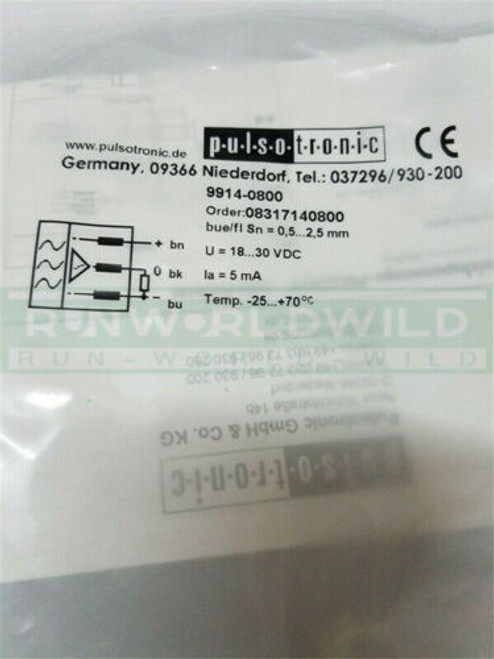 www.pulsotronic.de p·u·l·s·o·t·r·o·n·i·c CE
Germany, 09366 Niederdorf, Tel.: 037296/930-200
9914-0800
Order:08317140800
bue/fl Sn = 0,5...2,5 mm
+ bn U = 18...30 VDC
bk Ia = 5 mA
- bu Temp. -25...+70°C
RUNWORLDWILD
RUN-WORLD-WILD
Pulsotronic GmbH & Co. KG
p·u·l·s·o·t·r·o·n·i·c